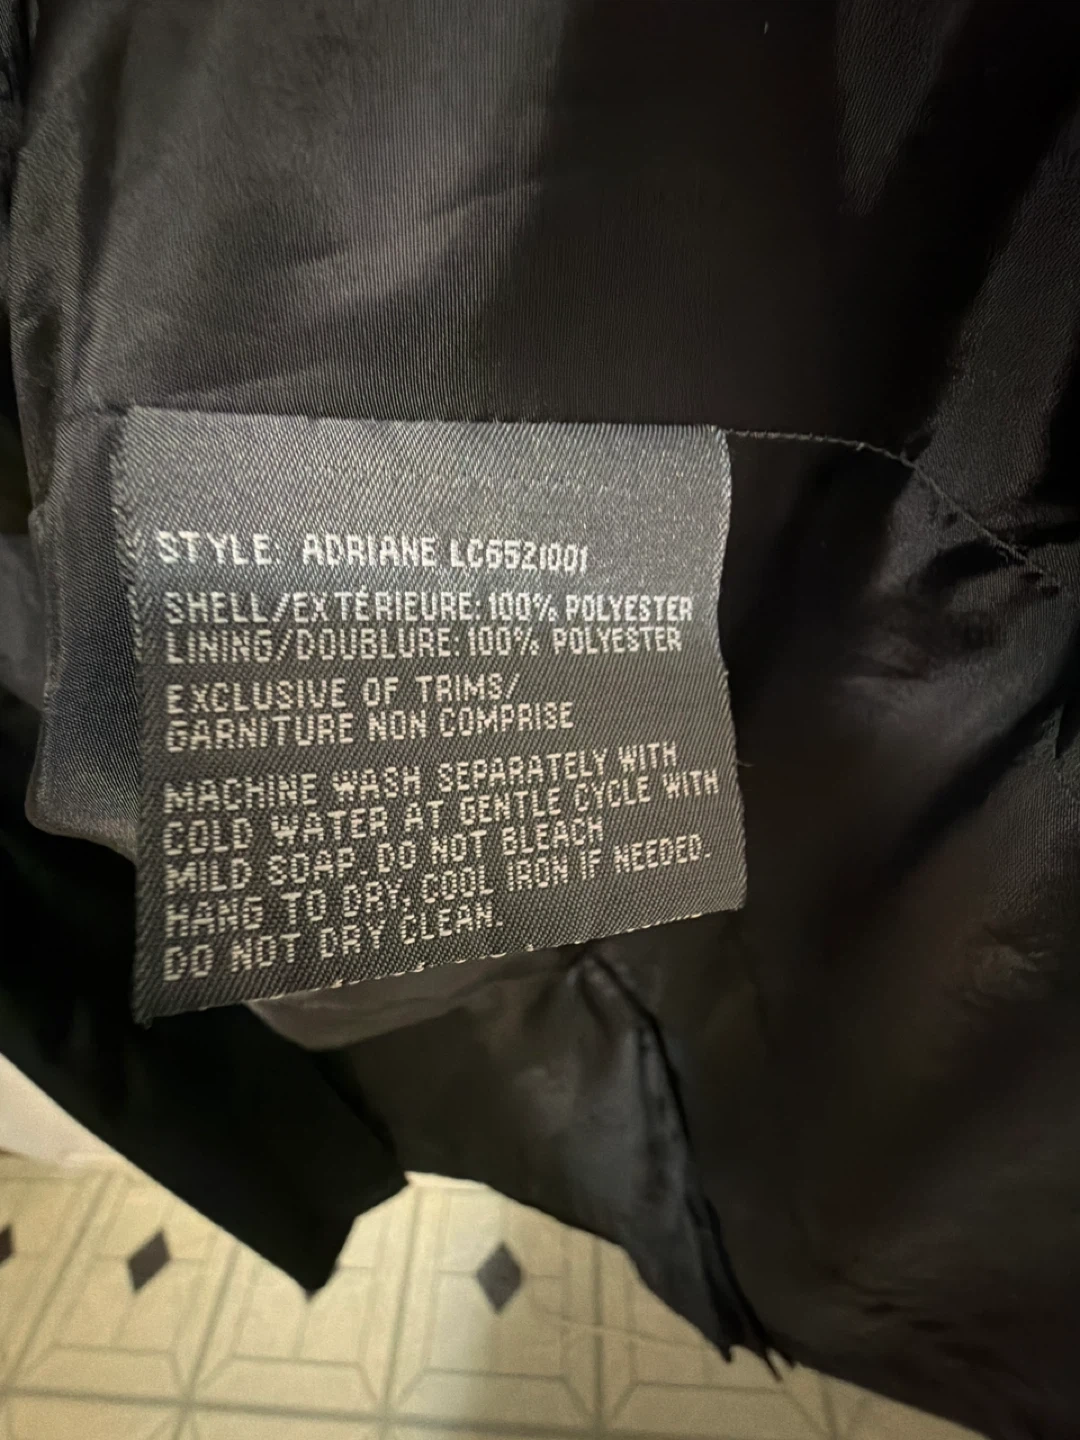 STYLE: ADRIANE LC6521001
SHELL/EXTÉRIEURE: 100% POLYESTER
LINING/DOUBLURE: 100% POLYESTER
EXCLUSIVE OF TRIMS/
GARNITURE NON COMPRISE
MACHINE WASH SEPARATELY WITH
COLD WATER AT GENTLE CYCLE WITH
MILD SOAP, DO NOT BLEACH
HANG TO DRY, COOL IRON IF NEEDED.
DO NOT DRY CLEAN.